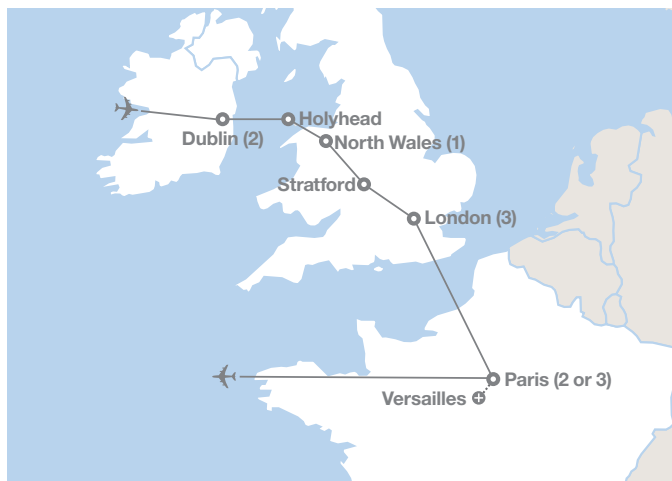 Holyhead
Dublin (2)
North Wales (1)
Stratford
London (3)
Paris (2 or 3)
Versailles